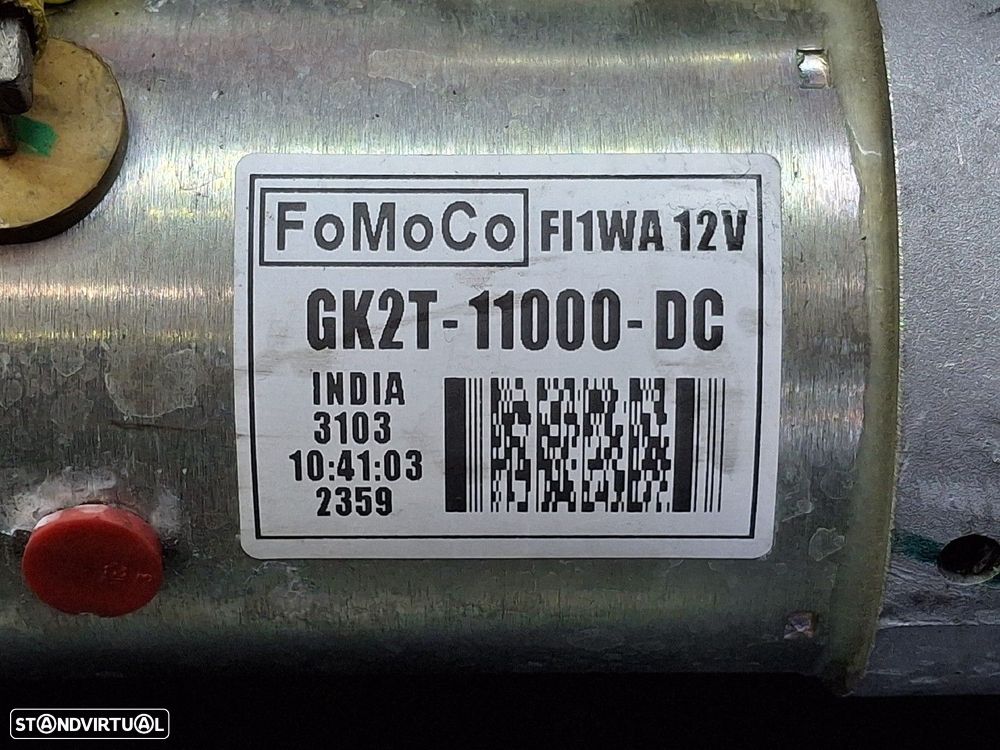 FoMoCo FI1WA 12V
GK2T-11000-DC
INDIA
3103
10:41:03
2359
STANDVIRTUAL